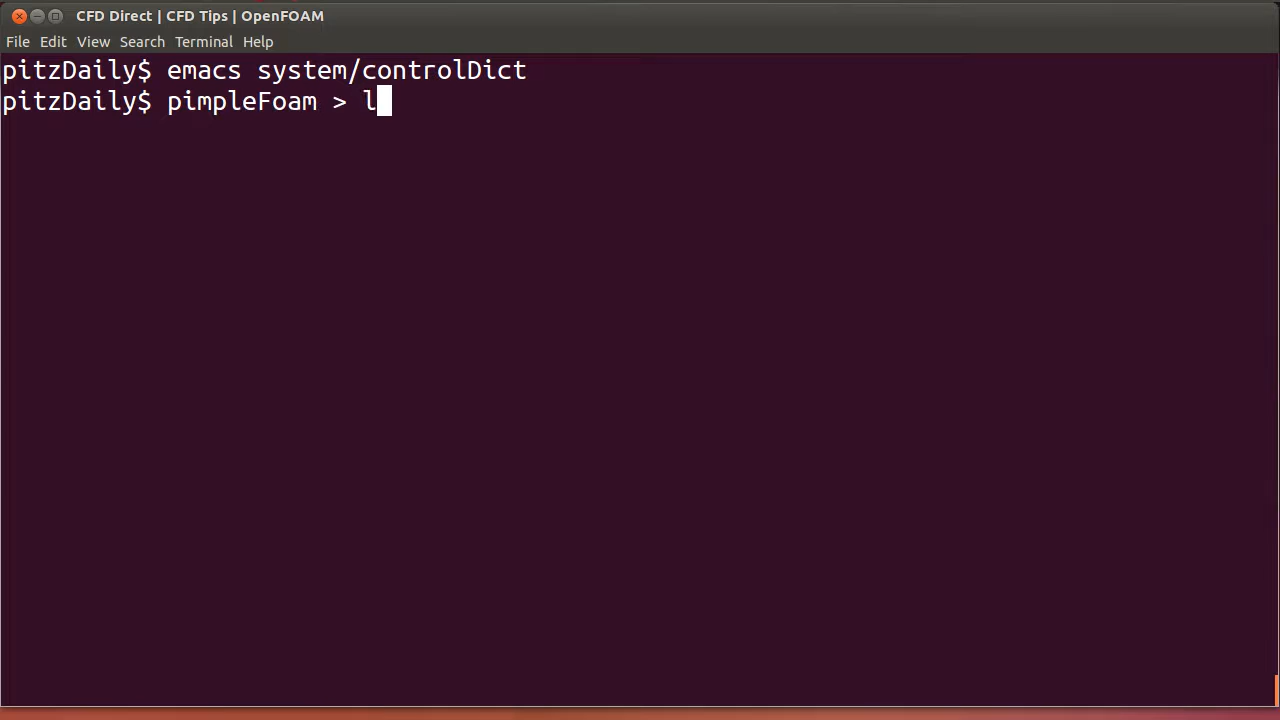 CFD Direct | CFD Tips | OpenFOAM
File Edit View Search Terminal Help
pitzDaily$ emacs system/controlDict
pitzDaily$ pimpleFoam > l